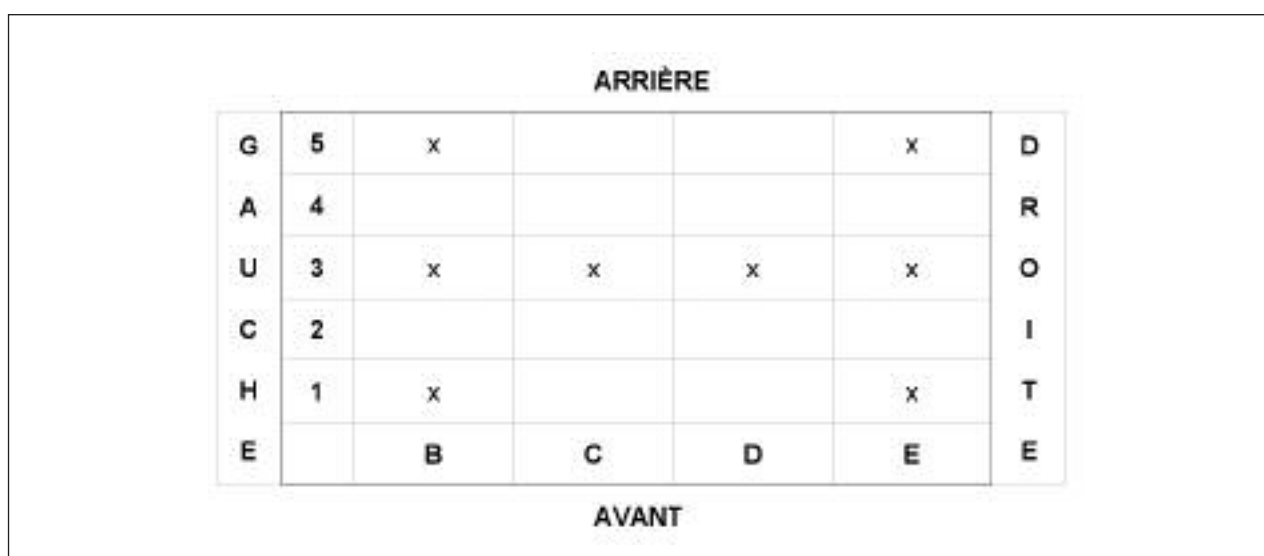 ARRIÈRE
G 5 x x D
A 4 R
U 3 x x x x O
C 2 I
H 1 x x T
E B C D E E
AVANT